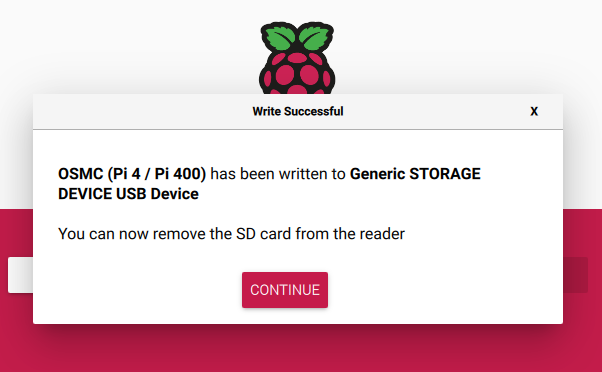 Write Successful
X
OSMC (Pi 4 / Pi 400) has been written to Generic STORAGE
DEVICE USB Device
You can now remove the SD card from the reader
CONTINUE